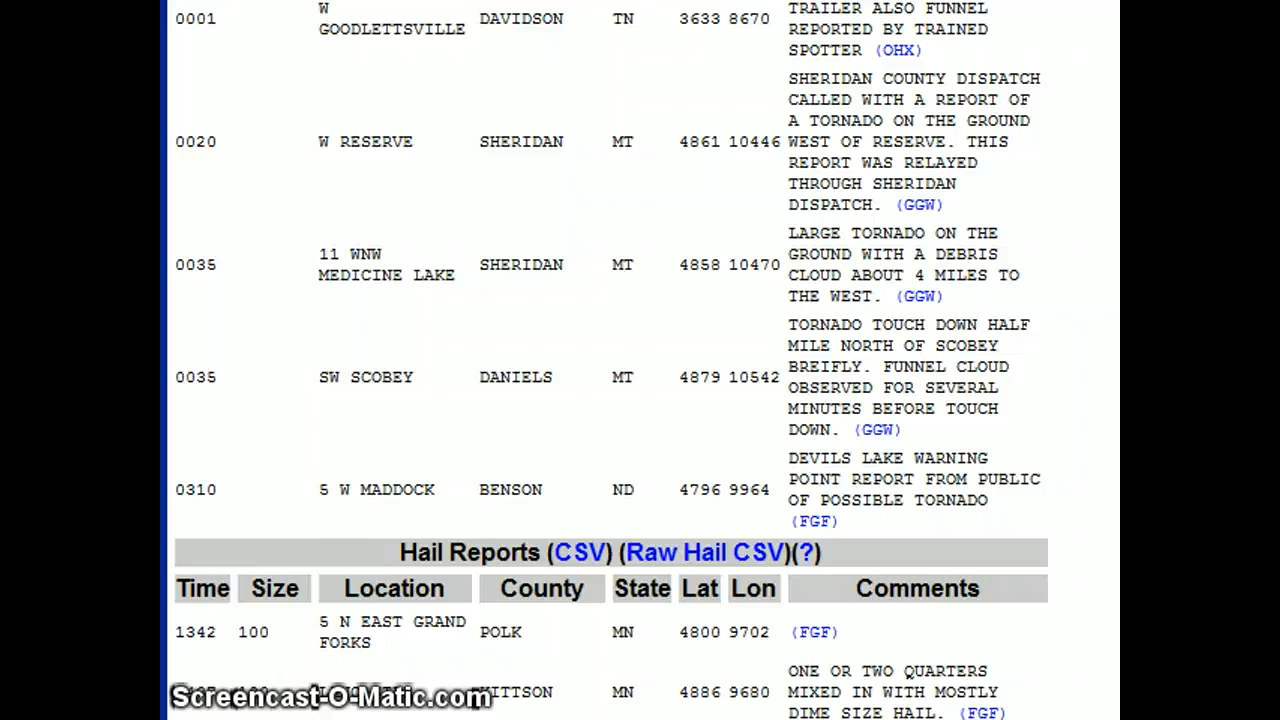 W
0001 GOODLETTSVILLE DAVIDSON TN 3633 8670
TRAILER ALSO FUNNEL
REPORTED BY TRAINED
SPOTTER (OHX)
0020 W RESERVE SHERIDAN MT 4861 10446
SHERIDAN COUNTY DISPATCH
CALLED WITH A REPORT OF
A TORNADO ON THE GROUND
WEST OF RESERVE. THIS
REPORT WAS RELAYED
THROUGH SHERIDAN
DISPATCH. (GGW)
0035 11 WNW
MEDICINE LAKE SHERIDAN MT 4858 10470
LARGE TORNADO ON THE
GROUND WITH A DEBRIS
CLOUD ABOUT 4 MILES TO
THE WEST. (GGW)
0035 SW SCOBEY DANIELS MT 4879 10542
TORNADO TOUCH DOWN HALF
MILE NORTH OF SCOBEY
BREIFLY. FUNNEL CLOUD
OBSERVED FOR SEVERAL
MINUTES BEFORE TOUCH
DOWN. (GGW)
0310 5 W MADDOCK BENSON ND 4796 9964
DEVILS LAKE WARNING
POINT REPORT FROM PUBLIC
OF POSSIBLE TORNADO
(FGF)
Hail Reports (CSV) (Raw Hail CSV)(?)
Time Size Location County State Lat Lon Comments
1342 100 5 N EAST GRAND
FORKS POLK MN 4800 9702 (FGF)
MN 4886 9680
ONE OR TWO QUARTERS
MIXED IN WITH MOSTLY
DIME SIZE HAIL. (FGF)
Screencast-O-Matic.com